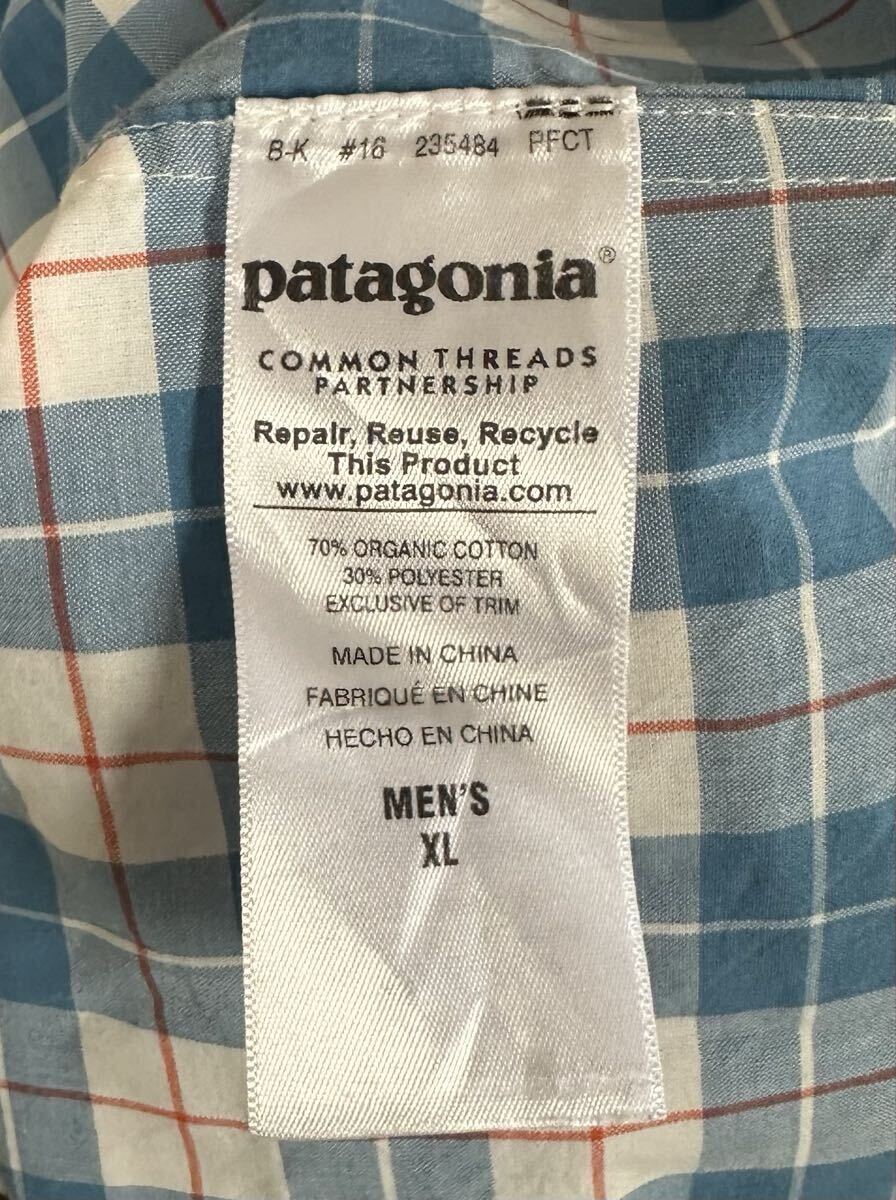 8-K #16 235484 PFCT
patagonia®
COMMON THREADS
PARTNERSHIP
Repair, Reuse, Recycle
This Product
www.patagonia.com
70% ORGANIC COTTON
30% POLYESTER
EXCLUSIVE OF TRIM
MADE IN CHINA
FABRIQUÉ EN CHINE
HECHO EN CHINA
MEN'S
XL